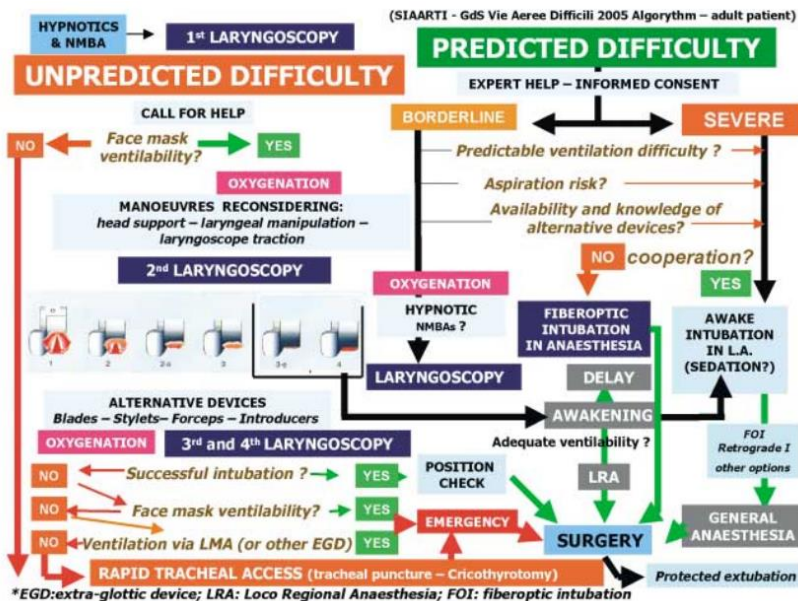 (SIAARTI - GdS Vie Aeree Difficili 2005 Algorythm – adult patient)
HYPNOTICS
& NMBA
1st LARYNGOSCOPY
PREDICTED DIFFICULTY
UNPREDICTED DIFFICULTY
EXPERT HELP – INFORMED CONSENT
CALL FOR HELP
BORDERLINE
SEVERE
NO
Face mask
ventilability?
YES
Predictable ventilation difficulty ?
OXYGENATION
Aspiration risk?
MANOEUVRES RECONSIDERING:
head support – laryngeal manipulation –
laryngoscope traction
Availability and knowledge of
alternative devices?
NO
cooperation?
2nd LARYNGOSCOPY
OXYGENATION
YES
HYPNOTIC
NMBAs ?
FIBEROPTIC
INTUBATION
IN ANAESTHESIA
AWAKE
INTUBATION
IN L.A.
(SEDATION?)
1
2
2-e
3
3-e
4
LARYNGOSCOPY
DELAY
ALTERNATIVE DEVICES
Blades – Stylets– Forceps – Introducers
AWAKENING
OXYGENATION
3rd and 4th LARYNGOSCOPY
Adequate ventilability ?
FOI
Retrograde I
other options
NO
Successful intubation ?
YES
POSITION
CHECK
LRA
NO
Face mask ventilability?
YES
EMERGENCY
GENERAL
ANAESTHESIA
NO
Ventilation via LMA (or other EGD)
YES
SURGERY
RAPID TRACHEAL ACCESS (tracheal puncture – Cricothyrotomy)
Protected extubation
*EGD:extra-glottic device; LRA: Loco Regional Anaesthesia; FOI: fiberoptic intubation